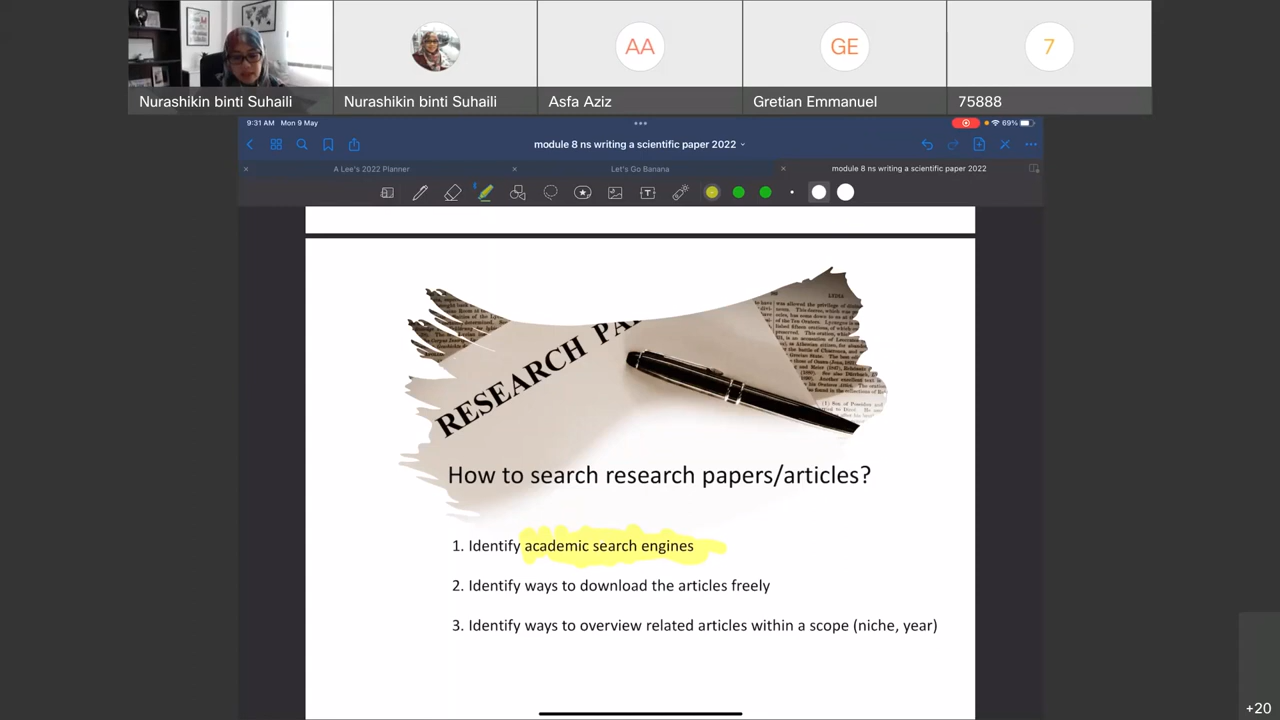 AA
GE
7
Nurashikin binti Suhaili
Nurashikin binti Suhaili
Asfa Aziz
Gretian Emmanuel
75888
9:31 AM Mon 9 May
69%
module 8 ns writing a scientific paper 2022
A Lee's 2022 Planner
Let's Go Banana
module 8 ns writing a scientific paper 2022
RESEARCH PA
LYDIA
How to search research papers/articles?
1. Identify academic search engines
2. Identify ways to download the articles freely
3. Identify ways to overview related articles within a scope (niche, year)
+20